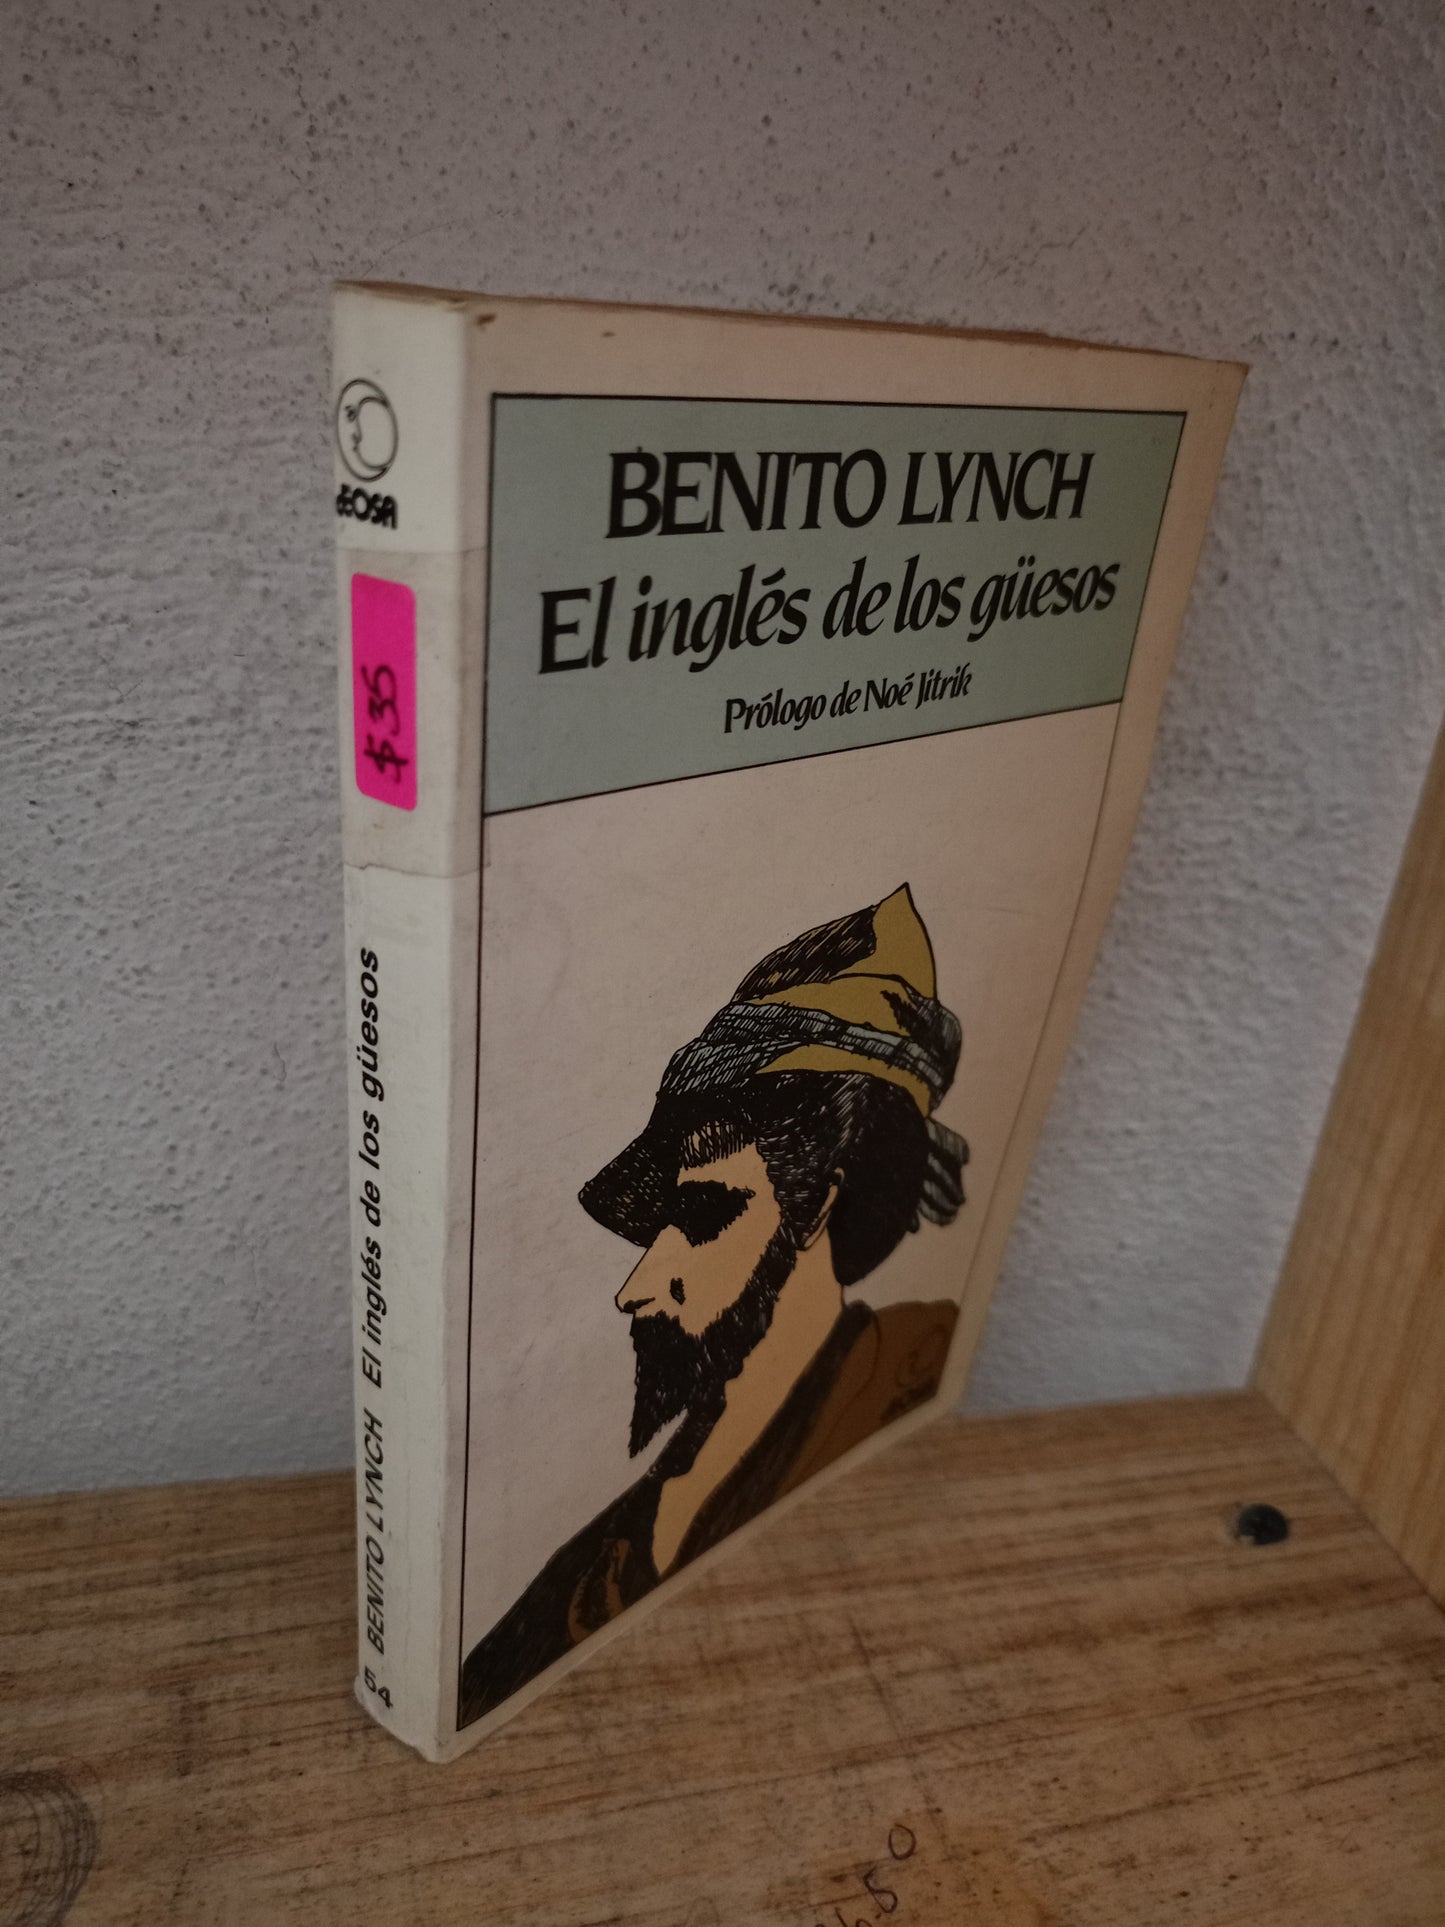 BENITO LYNCH
El inglés de los güesos
Prólogo de Noé Jitrik
$35
54 BENITO LYNCH El inglés de los güesos